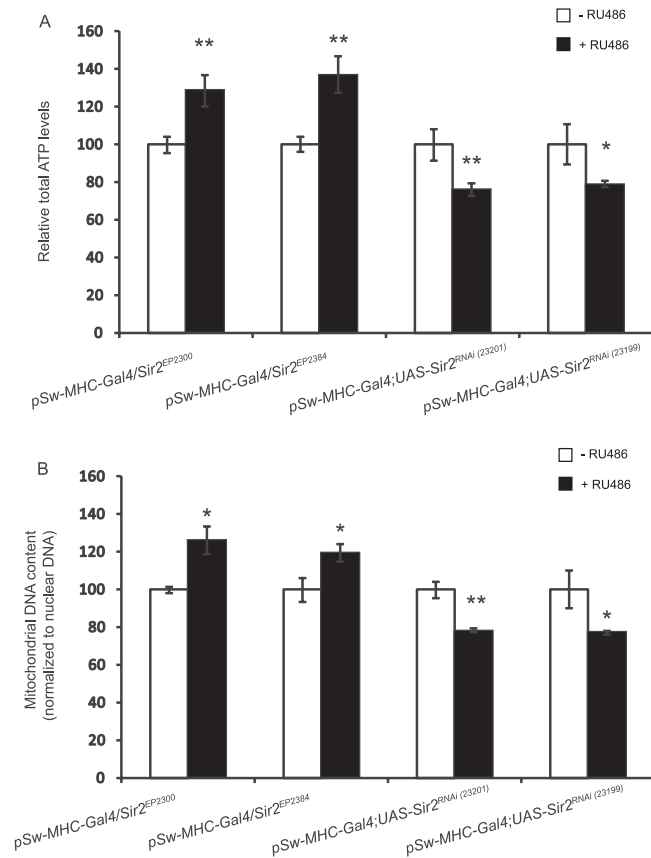 A
- RU486
+ RU486
Relative total ATP levels
160
140
120
100
80
60
40
20
0
pSw-MHC-Gal4/Sir2EP2300
pSw-MHC-Gal4/Sir2EP2384
pSw-MHC-Gal4;UAS-Sir2RNAi (23201)
pSw-MHC-Gal4;UAS-Sir2RNAi (23199)
**
**
**
*
B
- RU486
+ RU486
Mitochondrial DNA content
(normalized to nuclear DNA)
160
140
120
100
80
60
40
20
0
pSw-MHC-Gal4/Sir2EP2300
pSw-MHC-Gal4/Sir2EP2384
pSw-MHC-Gal4;UAS-Sir2RNAi (23201)
pSw-MHC-Gal4;UAS-Sir2RNAi (23199)
*
*
**
*